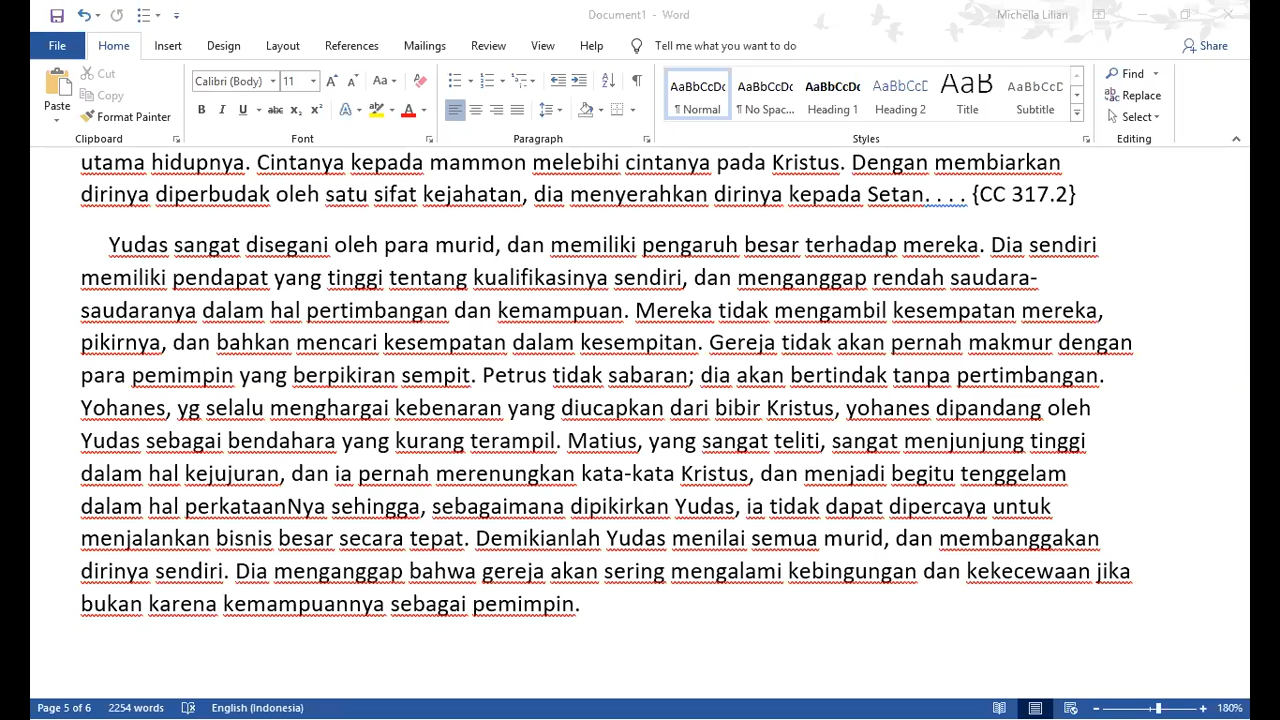 Document1 - Word
Michella Lilian
File Home Insert Design Layout References Mailings Review View Help Tell me what you want to do Share
Paste
Cut
Copy
Format Painter
Clipboard
Calibri (Body) 11
Font
Paragraph
AaBbCcDc AaBbCcDc AaBbCcDc AaBbCcDc AaB AaBbCcDc
¶ Normal ¶ No Spac... Heading 1 Heading 2 Title Subtitle
Styles
Find
Replace
Select
Editing
utama hidupnya. Cintanya kepada mammon melebihi cintanya pada Kristus. Dengan membiarkan
dirinya diperbudak oleh satu sifat kejahatan, dia menyerahkan dirinya kepada Setan. . . . {CC 317.2}
Yudas sangat disegani oleh para murid, dan memiliki pengaruh besar terhadap mereka. Dia sendiri
memiliki pendapat yang tinggi tentang kualifikasinya sendiri, dan menganggap rendah saudara-
saudaranya dalam hal pertimbangan dan kemampuan. Mereka tidak mengambil kesempatan mereka,
pikirnya, dan bahkan mencari kesempatan dalam kesempitan. Gereja tidak akan pernah makmur dengan
para pemimpin yang berpikiran sempit. Petrus tidak sabaran; dia akan bertindak tanpa pertimbangan.
Yohanes, yg selalu menghargai kebenaran yang diucapkan dari bibir Kristus, yohanes dipandang oleh
Yudas sebagai bendahara yang kurang terampil. Matius, yang sangat teliti, sangat menjunjung tinggi
dalam hal kejujuran, dan ia pernah merenungkan kata-kata Kristus, dan menjadi begitu tenggelam
dalam hal perkataanNya sehingga, sebagaimana dipikirkan Yudas, ia tidak dapat dipercaya untuk
menjalankan bisnis besar secara tepat. Demikianlah Yudas menilai semua murid, dan membanggakan
dirinya sendiri. Dia menganggap bahwa gereja akan sering mengalami kebingungan dan kekecewaan jika
bukan karena kemampuannya sebagai pemimpin.
Page 5 of 6 2254 words English (Indonesia) 180%